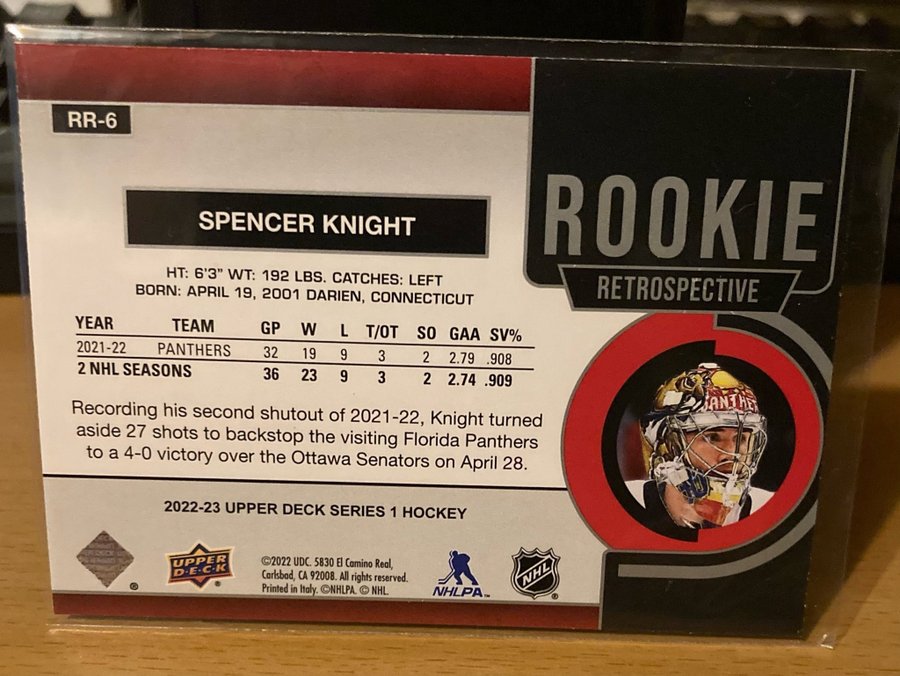 RR-6
SPENCER KNIGHT
ROOKIE
RETROSPECTIVE
HT: 6'3" WT: 192 LBS. CATCHES: LEFT
BORN: APRIL 19, 2001 DARIEN, CONNECTICUT
YEAR TEAM GP W L T/OT SO GAA SV%
2021-22 PANTHERS 32 19 9 3 2 2.79 .908
2 NHL SEASONS 36 23 9 3 2 2.74 .909
Recording his second shutout of 2021-22, Knight turned
aside 27 shots to backstop the visiting Florida Panthers
to a 4-0 victory over the Ottawa Senators on April 28.
PANTHE
2022-23 UPPER DECK SERIES 1 HOCKEY
®
UPPER
D·E·C·K
®
©2022 UDC. 5830 El Camino Real,
Carlsbad, CA 92008. All rights reserved.
Printed in Italy. ©NHLPA. © NHL.
NHLPA™
NHL
®